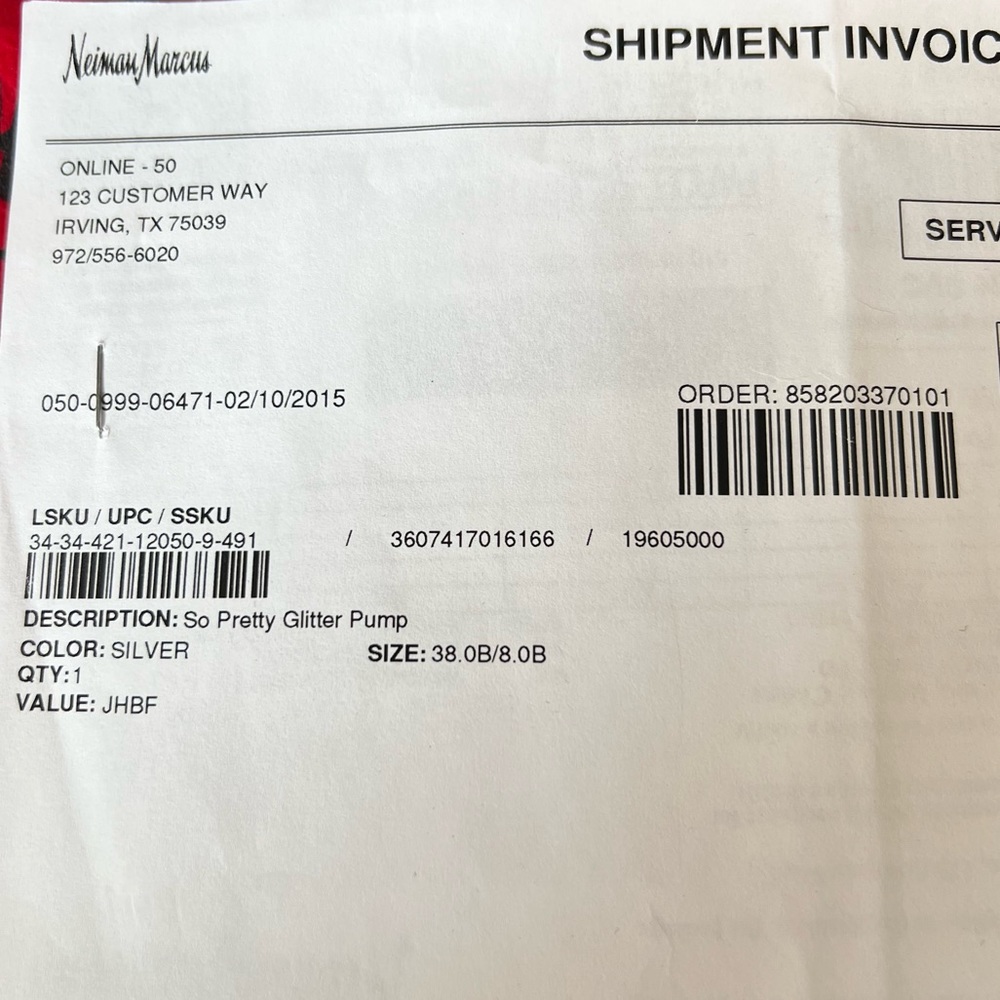 Neiman Marcus
SHIPMENT INVOIC
ONLINE - 50
123 CUSTOMER WAY
IRVING, TX 75039
972/556-6020
SERV
050-0999-06471-02/10/2015
ORDER: 858203370101
LSKU / UPC / SSKU
34-34-421-12050-9-491 / 3607417016166 / 19605000
DESCRIPTION: So Pretty Glitter Pump
COLOR: SILVER SIZE: 38.0B/8.0B
QTY:1
VALUE: JHBF